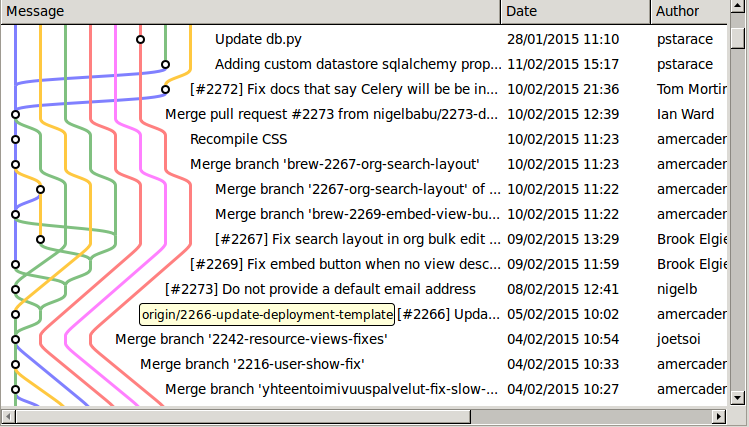 Message Date Author
Update db.py 28/01/2015 11:10 pstarace
Adding custom datastore sqlalchemy prop... 11/02/2015 15:17 pstarace
[#2272] Fix docs that say Celery will be be in... 10/02/2015 21:36 Tom Mortir
Merge pull request #2273 from nigelbabu/2273-d... 10/02/2015 12:39 Ian Ward
Recompile CSS 10/02/2015 11:23 amercader
Merge branch 'brew-2267-org-search-layout' 10/02/2015 11:23 amercader
Merge branch '2267-org-search-layout' of ... 10/02/2015 11:22 amercader
Merge branch 'brew-2269-embed-view-bu... 10/02/2015 11:22 amercader
[#2267] Fix search layout in org bulk edit ... 09/02/2015 13:29 Brook Elgie
[#2269] Fix embed button when no view desc... 09/02/2015 11:59 Brook Elgie
[#2273] Do not provide a default email address 08/02/2015 12:41 nigelb
origin/2266-update-deployment-template [#2266] Upda... 05/02/2015 10:02 amercader
Merge branch '2242-resource-views-fixes' 04/02/2015 10:54 joetsoi
Merge branch '2216-user-show-fix' 04/02/2015 10:33 amercader
Merge branch 'yhteentoimivuuspalvelut-fix-slow-... 04/02/2015 10:27 amercader